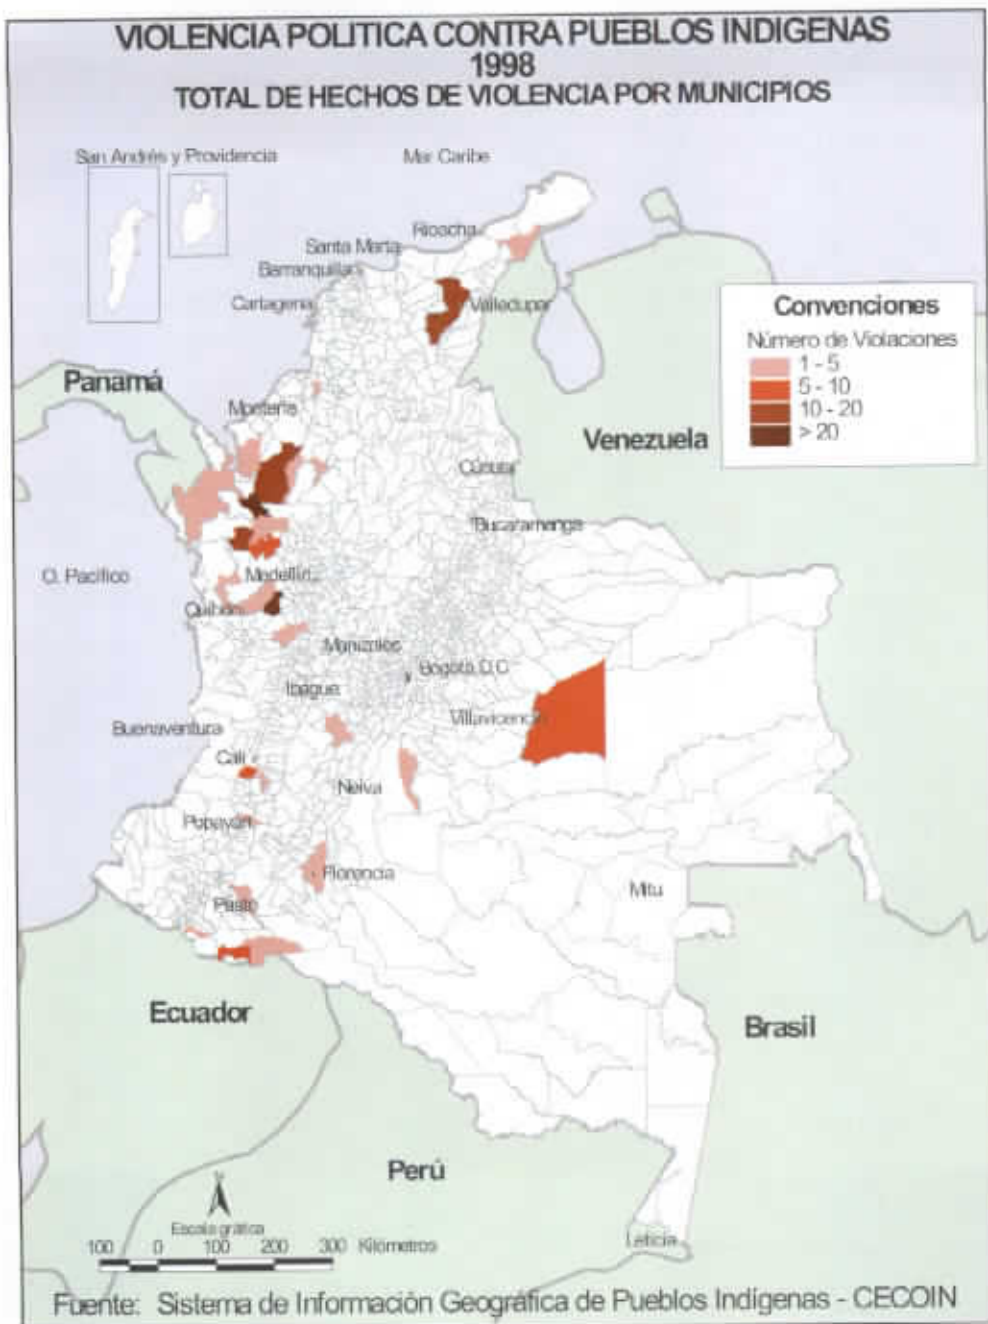 VIOLENCIA POLITICA CONTRA PUEBLOS INDIGENAS
1998
TOTAL DE HECHOS DE VIOLENCIA POR MUNICIPIOS
San Andrés y Providencia
Mar Caribe
Rioacha
Santa Marta
Barranquilla
Cartagena
Valledupar
Convenciones
Número de Violaciones
1 - 5
5 - 10
10 - 20
> 20
Panamá
Montería
Venezuela
Cúcuta
Bucaramanga
O. Pacífico
Medellín
Quibdó
Manizales
Bogotá, D.C
Ibague
Villavicencio
Buenaventura
Cali
Neiva
Popayán
Florencia
Mitu
Pasto
Ecuador
Brasil
Perú
Escala gráfica
100 0 100 200 300 Kilómetros
Leticia
Fuente: Sistema de Información Geográfica de Pueblos Indígenas - CECOIN